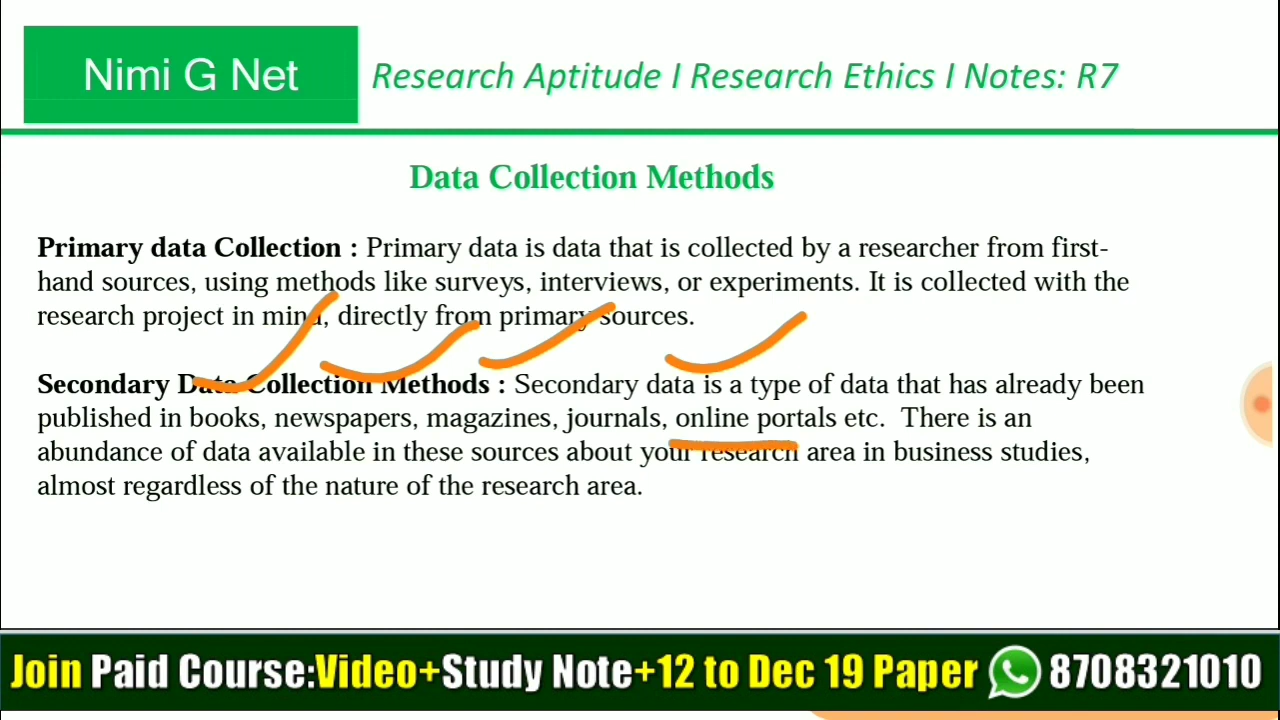 Nimi G Net
Research Aptitude I Research Ethics I Notes: R7
Data Collection Methods
Primary data Collection : Primary data is data that is collected by a researcher from first-
hand sources, using methods like surveys, interviews, or experiments. It is collected with the
research project in mind, directly from primary sources.
Secondary Data Collection Methods : Secondary data is a type of data that has already been
published in books, newspapers, magazines, journals, online portals etc. There is an
abundance of data available in these sources about your research area in business studies,
almost regardless of the nature of the research area.
Join Paid Course:Video+Study Note+12 to Dec 19 Paper 8708321010